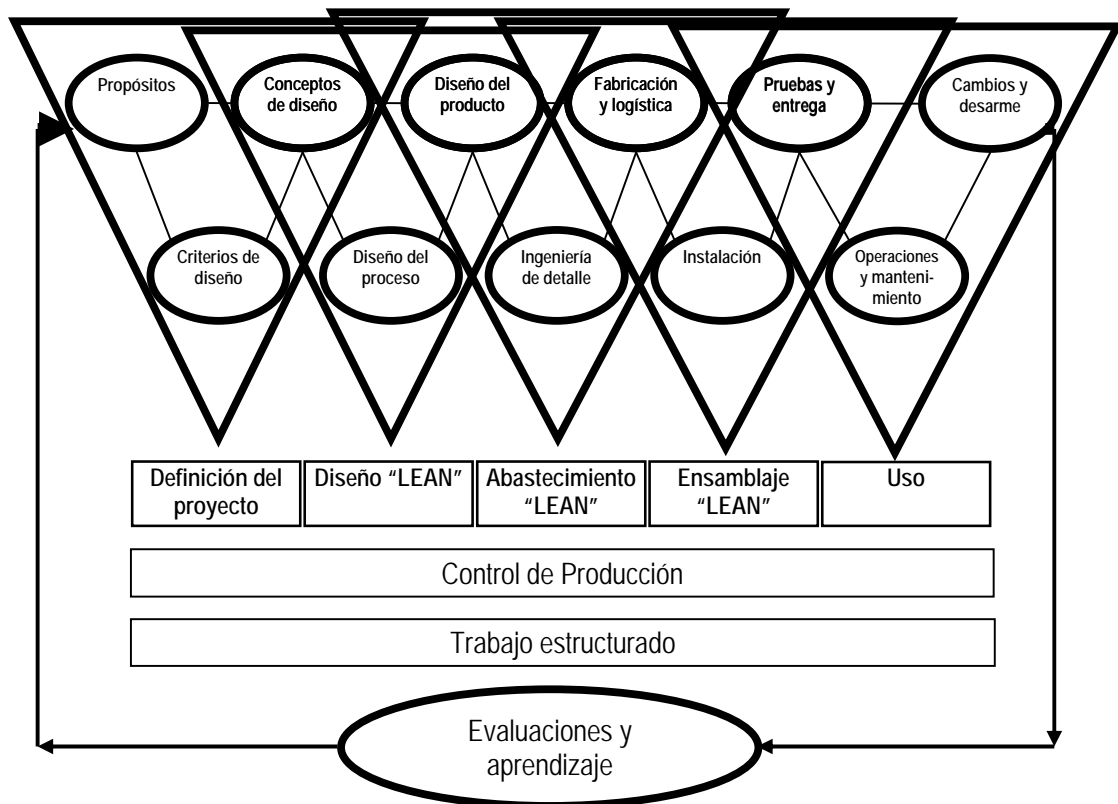 Propósitos
Conceptos
de diseño
Diseño del
producto
Fabricación
y logística
Pruebas y
entrega
Cambios y
desarme
Criterios de
diseño
Diseño del
proceso
Ingeniería
de detalle
Instalación
Operaciones
y manteni-
miento
Definición del
proyecto
Diseño “LEAN”
Abastecimiento
“LEAN”
Ensamblaje
“LEAN”
Uso
Control de Producción
Trabajo estructurado
Evaluaciones y
aprendizaje